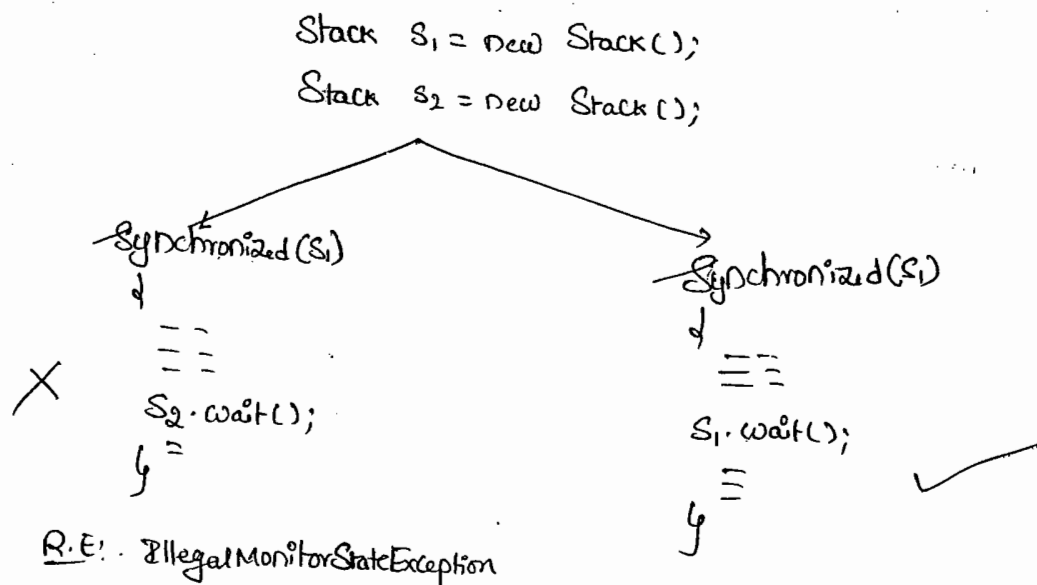 Stack S1 = new Stack();
Stack S2 = new Stack();
Synchronized(S1)
{
S2.wait();
}
R.E: IllegalMonitorStateException
Synchronized(S1)
{
S1.wait();
}